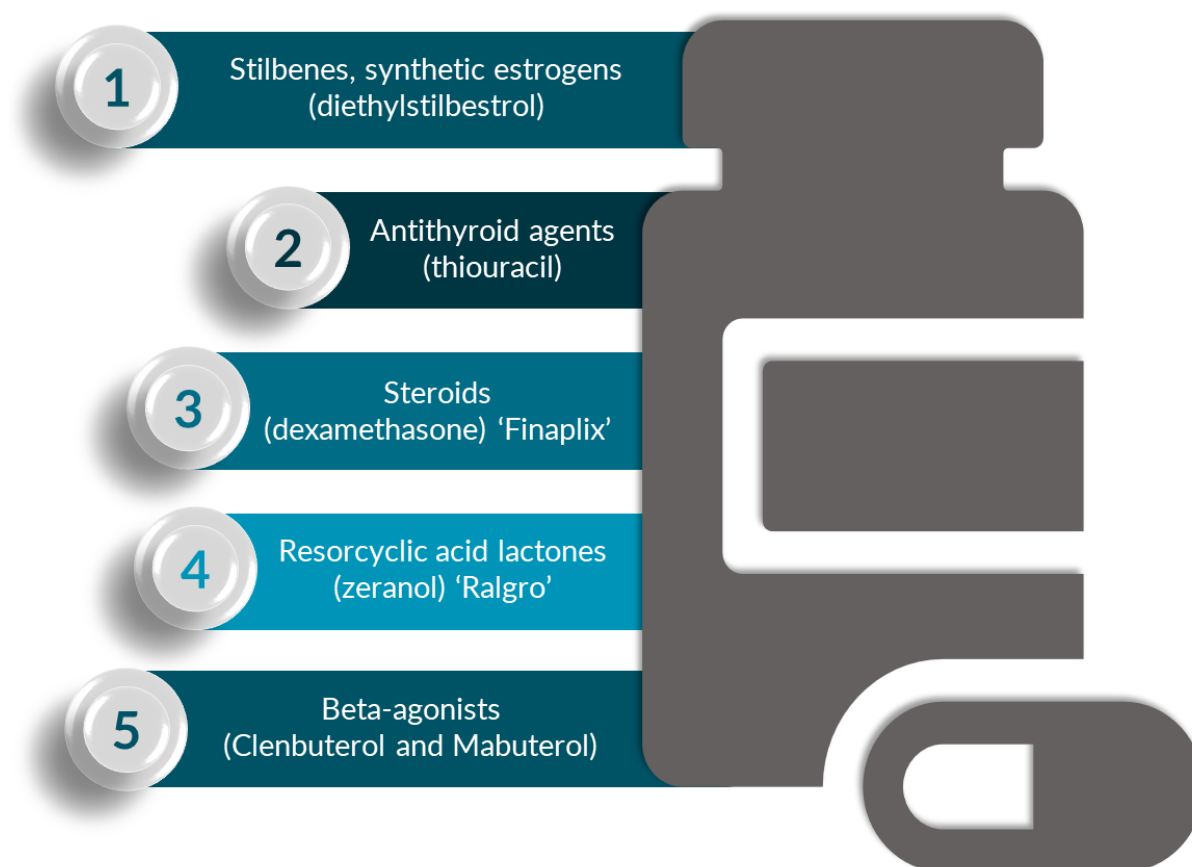 1
Stilbenes, synthetic estrogens
(diethylstilbestrol)
2
Antithyroid agents
(thiouracil)
3
Steroids
(dexamethasone) ‘Finaplix’
4
Resorcyclic acid lactones
(zeranol) ‘Ralgro’
5
Beta-agonists
(Clenbuterol and Mabuterol)